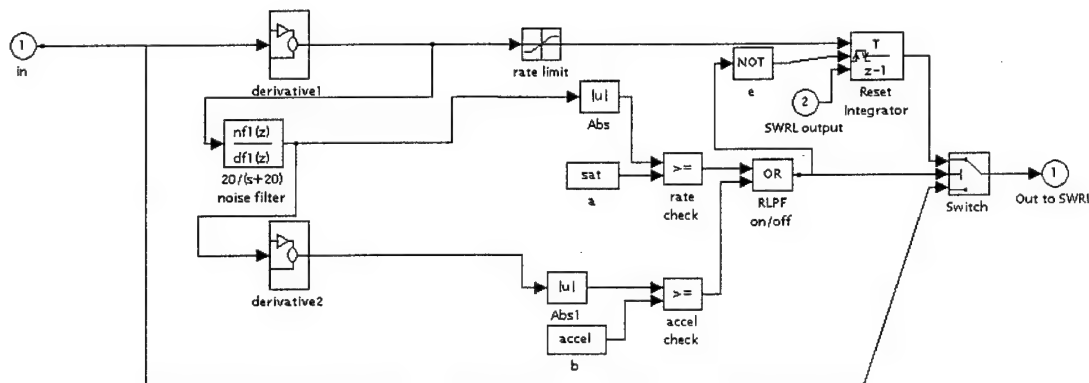 1
in
derivative1
rate limit
NOT
e
T
z-1
Reset
Integrator
2
SWRL output
nf1(z)
df1(z)
20/(s+20)
noise filter
|u|
Abs
sat
a
>=
rate
check
OR
RLPF
on/off
Switch
1
Out to SWRI
derivative2
|u|
Abs1
accel
b
>=
accel
check